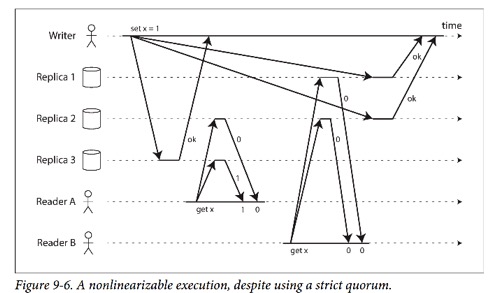 time
Writer
set x = 1
ok
Replica 1
ok
0
Replica 2
ok
0
0
Replica 3
1
Reader A
get x 1 0
Reader B
get x 0 0
Figure 9-6. A nonlinearizable execution, despite using a strict quorum.